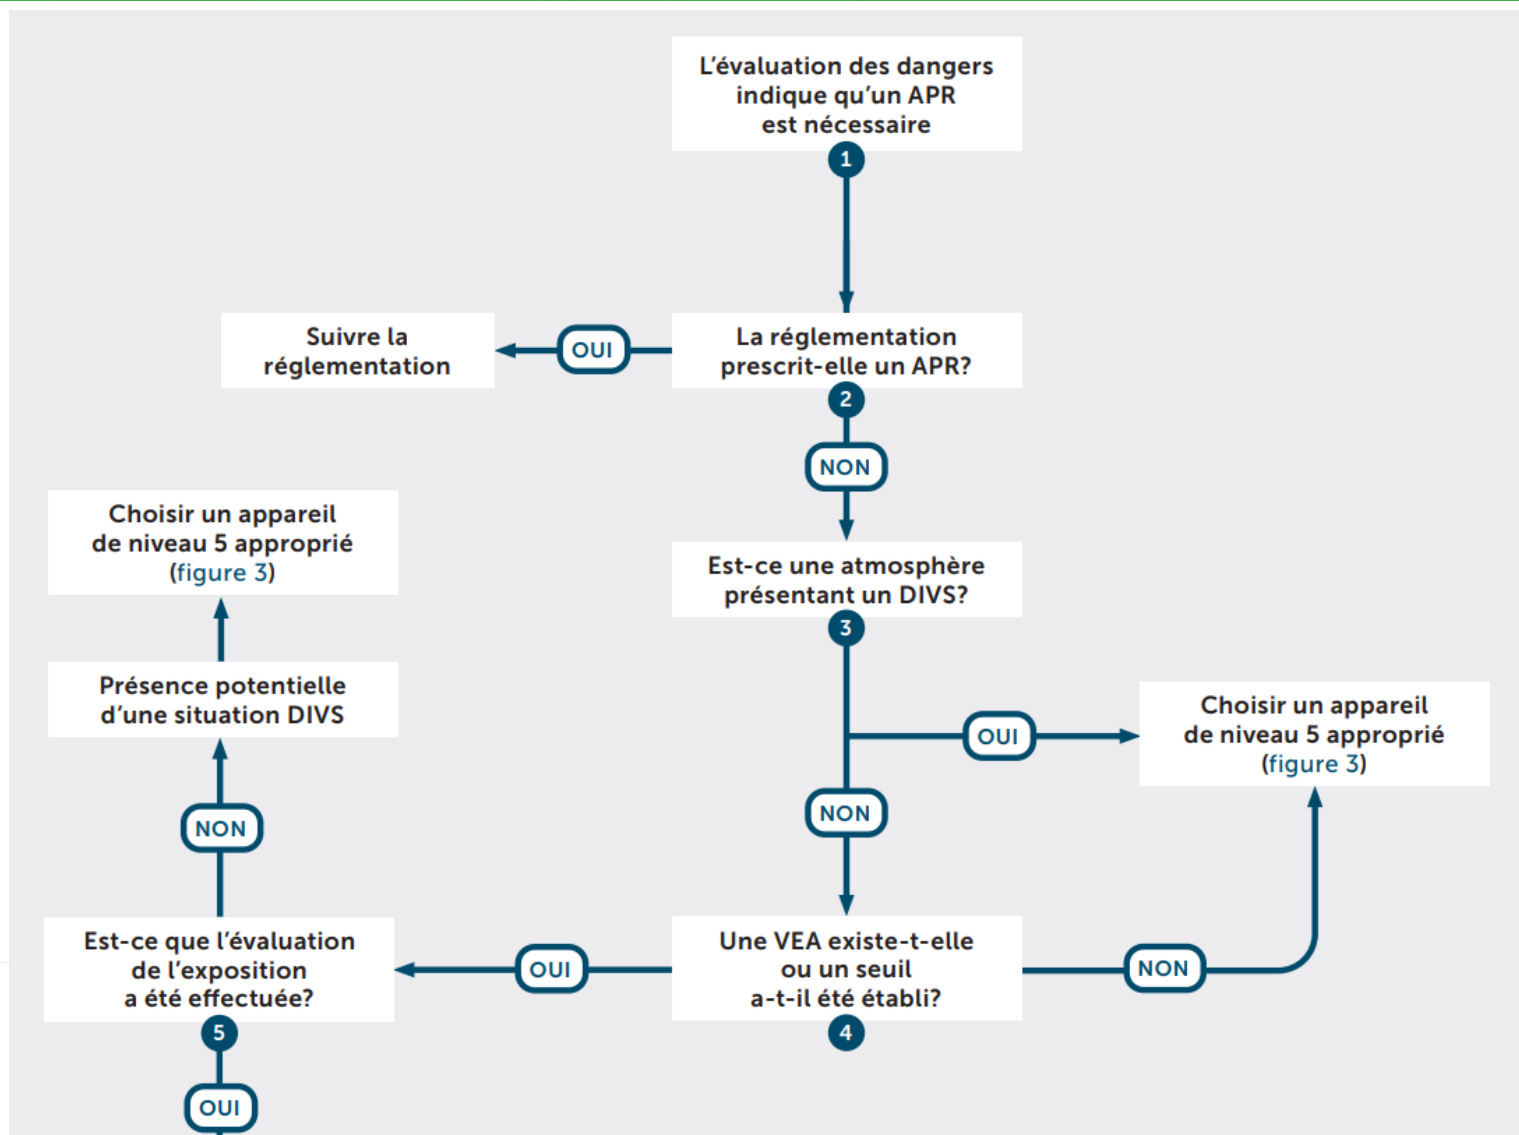 L’évaluation des dangers
indique qu’un APR
est nécessaire
1
Suivre la
réglementation
OUI
La réglementation
prescrit-elle un APR?
2
NON
Choisir un appareil
de niveau 5 approprié
(figure 3)
Est-ce une atmosphère
présentant un DIVS?
3
Présence potentielle
d’une situation DIVS
OUI
Choisir un appareil
de niveau 5 approprié
(figure 3)
NON
NON
Est-ce que l’évaluation
de l’exposition
a été effectuée?
5
OUI
Une VEA existe-t-elle
ou un seuil
a-t-il été établi?
4
NON
OUI